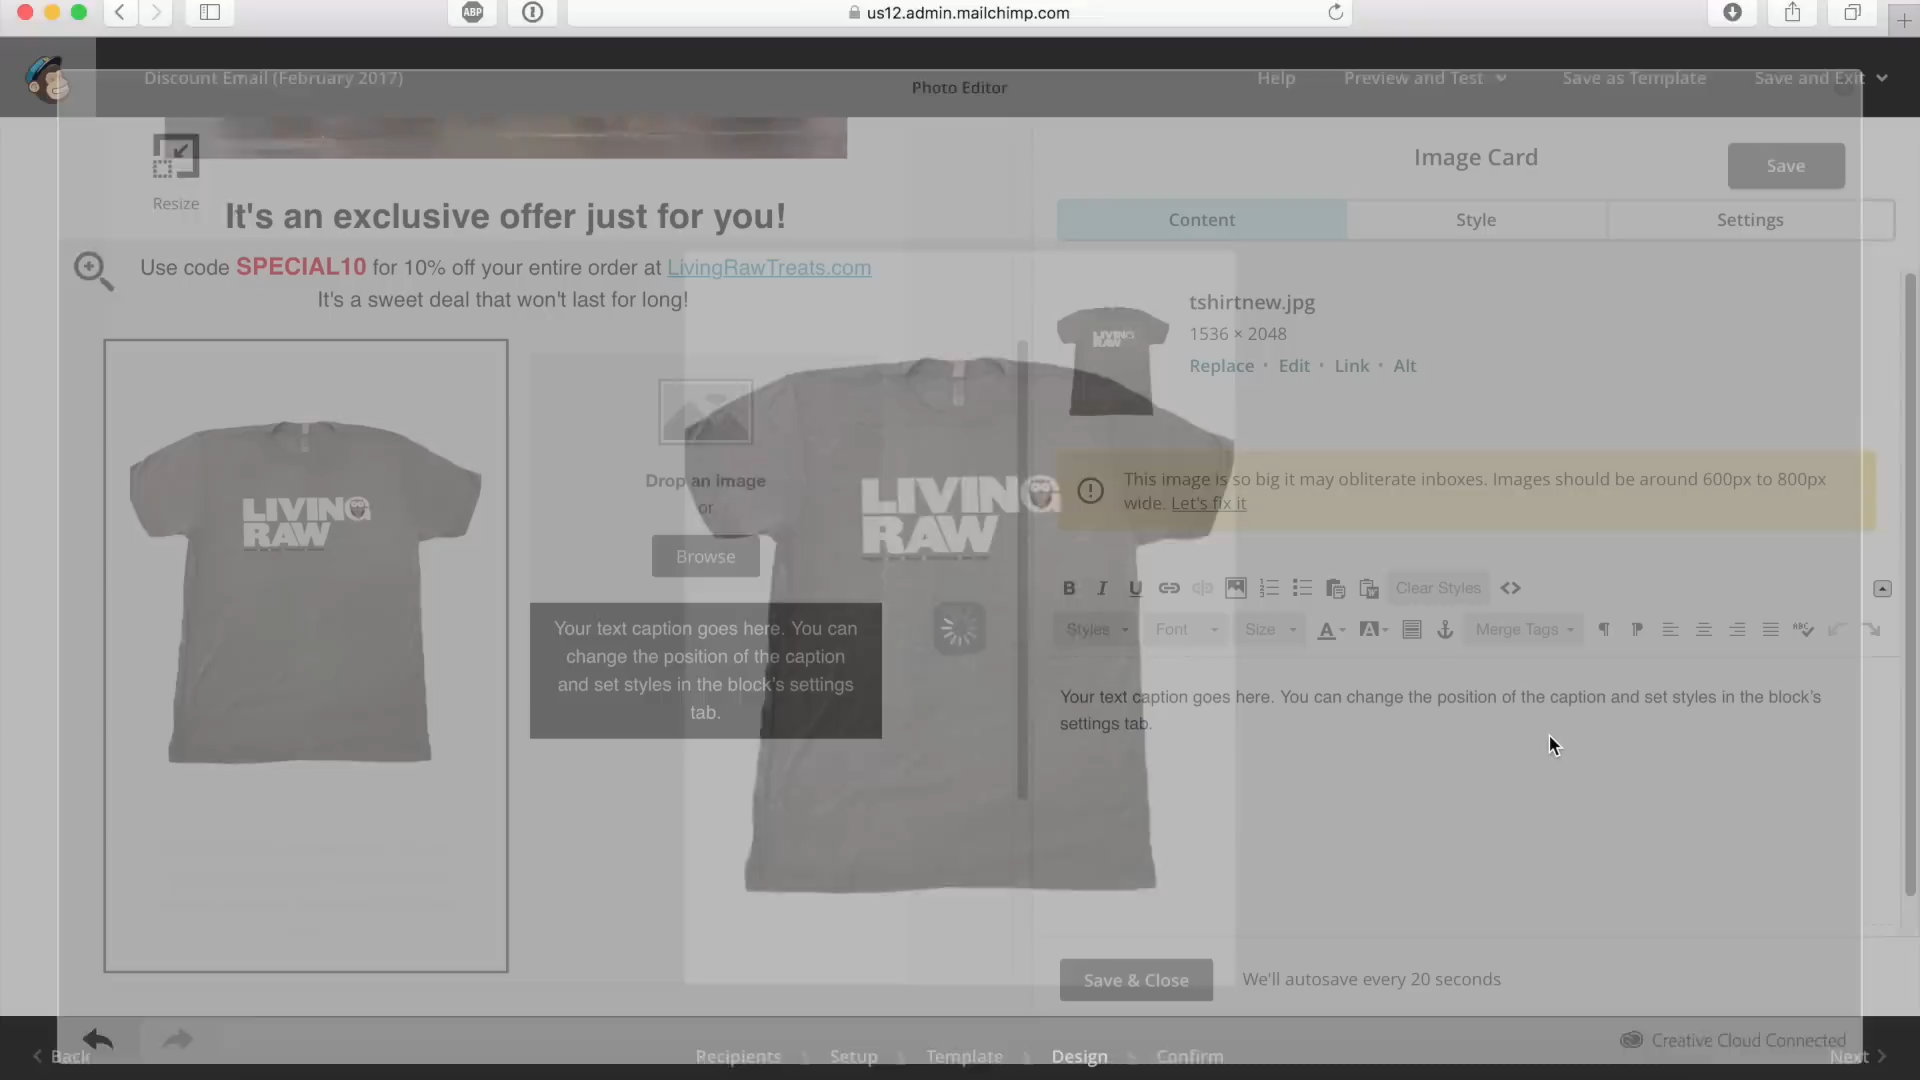 ABP
us12.admin.mailchimp.com
Discount Email (February 2017)
Photo Editor
Help
Preview and Test
Save as Template
Save and Exit
Resize
Image Card
Save
It's an exclusive offer just for you!
Content
Style
Settings
Use code SPECIAL10 for 10% off your entire order at LivingRawTreats.com
It's a sweet deal that won't last for long!
tshirtnew.jpg
1536 × 2048
Replace • Edit • Link • Alt
LIVING
RAW
LIVING
RAW
LIVING
RAW
Drop an image
or
Browse
This image is so big it may obliterate inboxes. Images should be around 600px to 800px
wide. Let's fix it
B I U
Clear Styles
Styles
Font
Size
A
A
Merge Tags
ABC
Your text caption goes here. You can
change the position of the caption
and set styles in the block's settings
tab.
Your text caption goes here. You can change the position of the caption and set styles in the block's
settings tab.
Save & Close
We'll autosave every 20 seconds
Creative Cloud Connected
Back
Recipients
Setup
Template
Design
Confirm
Next